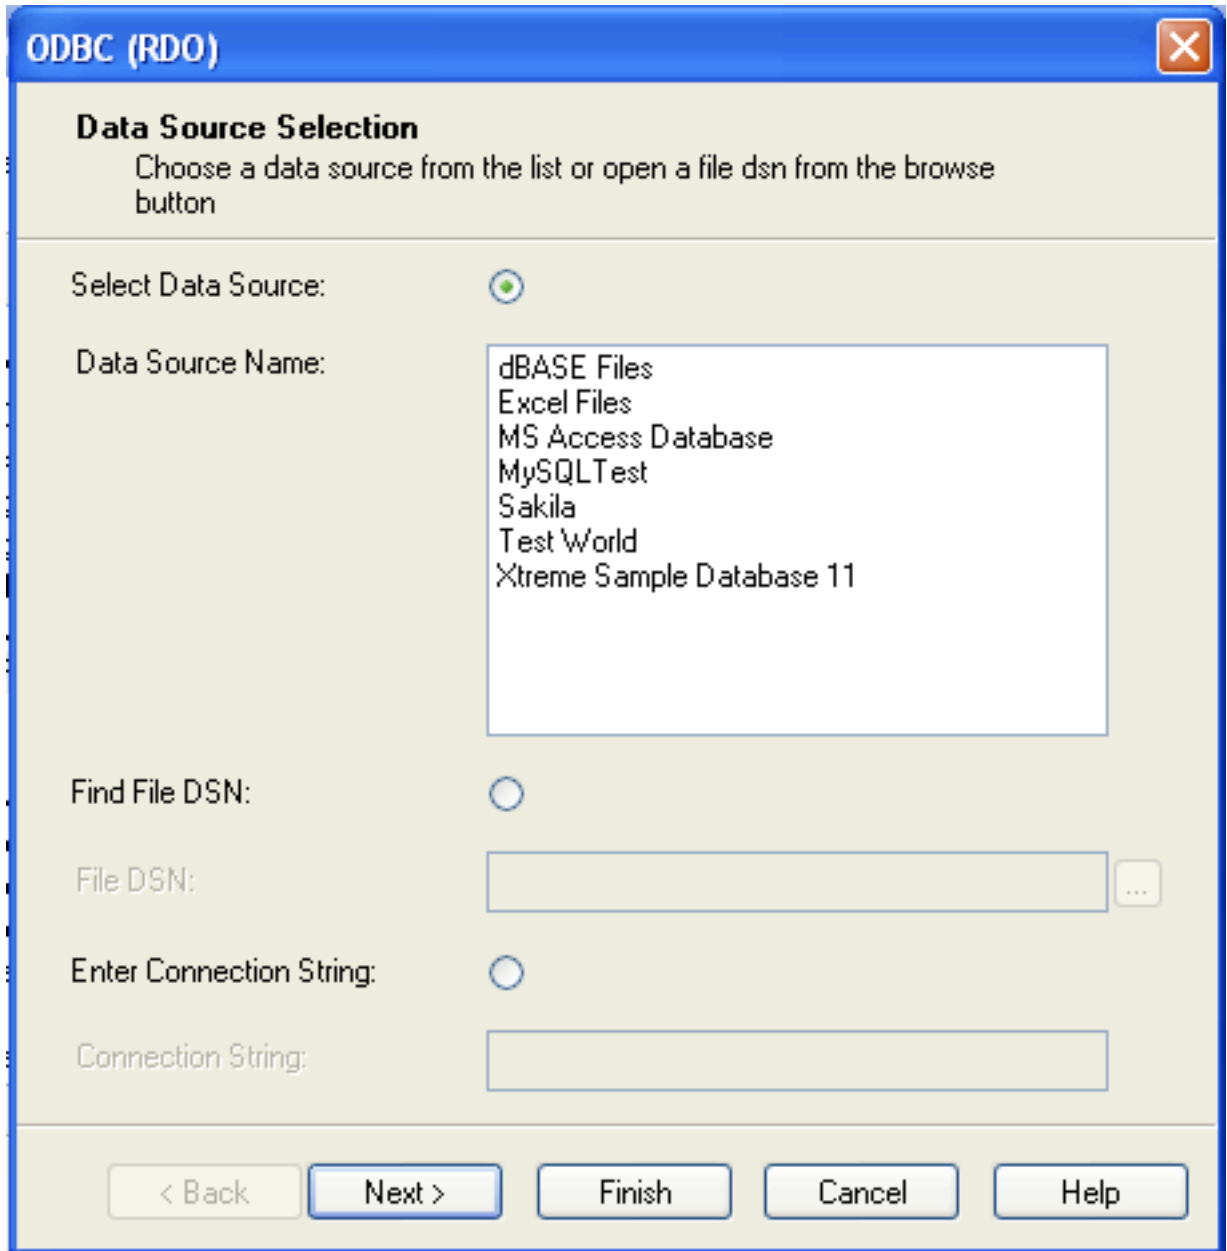 ODBC (RDO)
Data Source Selection
Choose a data source from the list or open a file dsn from the browse
button
Select Data Source:
Data Source Name:
dBASE Files
Excel Files
MS Access Database
MySQLTest
Sakila
Test World
Xtreme Sample Database 11
Find File DSN:
File DSN:
...
Enter Connection String:
Connection String:
< Back
Next >
Finish
Cancel
Help